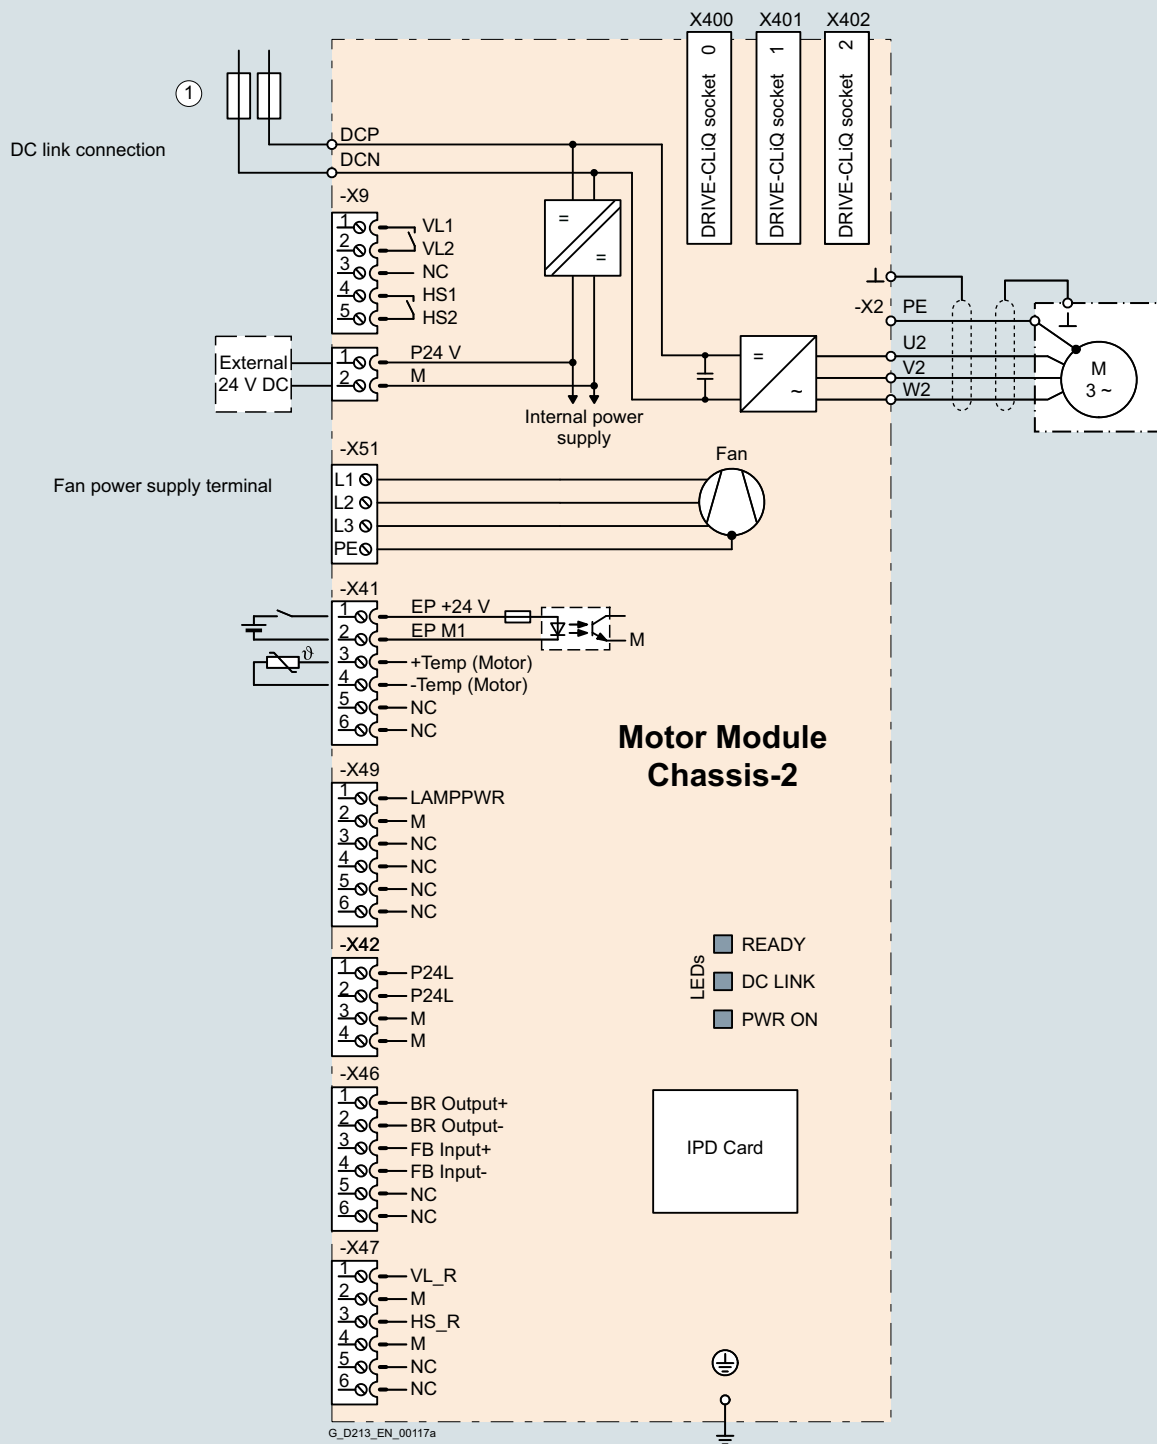 X400 X401 X402
DRIVE-CLiQ socket 0
DRIVE-CLiQ socket 1
DRIVE-CLiQ socket 2
1
DC link connection
DCP
DCN
-X9
1 VL1
2 VL2
3 NC
4 HS1
5 HS2
=
=
External
24 V DC
1 P24 V
2 M
Internal power
supply
-X2 PE
U2
V2
W2
=
~
M
3 ~
-X51
Fan power supply terminal
L1
L2
L3
PE
Fan
-X41
1 EP +24 V
2 EP M1
M
ϑ
3 +Temp (Motor)
4 -Temp (Motor)
5 NC
6 NC
Motor Module
Chassis-2
-X49
1 LAMPPWR
2 M
3 NC
4 NC
5 NC
6 NC
-X42
1 P24L
2 P24L
3 M
4 M
LEDs
READY
DC LINK
PWR ON
-X46
1 BR Output+
2 BR Output-
3 FB Input+
4 FB Input-
5 NC
6 NC
IPD Card
-X47
1 VL_R
2 M
3 HS_R
4 M
5 NC
6 NC
G_D213_EN_00117a